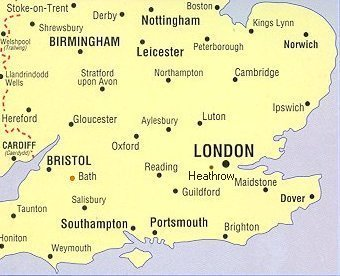 Stoke-on-Trent
Derby
Nottingham
Boston
Kings Lynn
Shrewsbury
Welshpool
(Tralwng)
BIRMINGHAM
Leicester
Peterborough
Norwich
Llandrindodd
Wells
Stratford
upon Avon
Northampton
Cambridge
Ipswich
Hereford
Gloucester
Aylesbury
Luton
Oxford
CARDIFF
(Caerdydd)
BRISTOL
LONDON
Bath
Reading
Heathrow
Maidstone
Guildford
Dover
Salisbury
Taunton
Southampton
Portsmouth
Brighton
Honiton
Weymouth